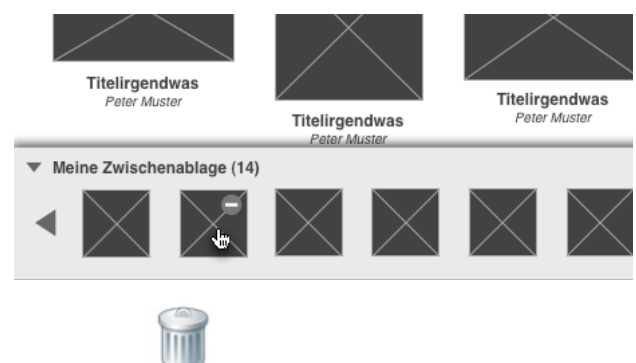 Titelirgendwas
Peter Muster
Titelirgendwas
Peter Muster
Titelirgendwas
Peter Muster
Meine Zwischenablage (14)